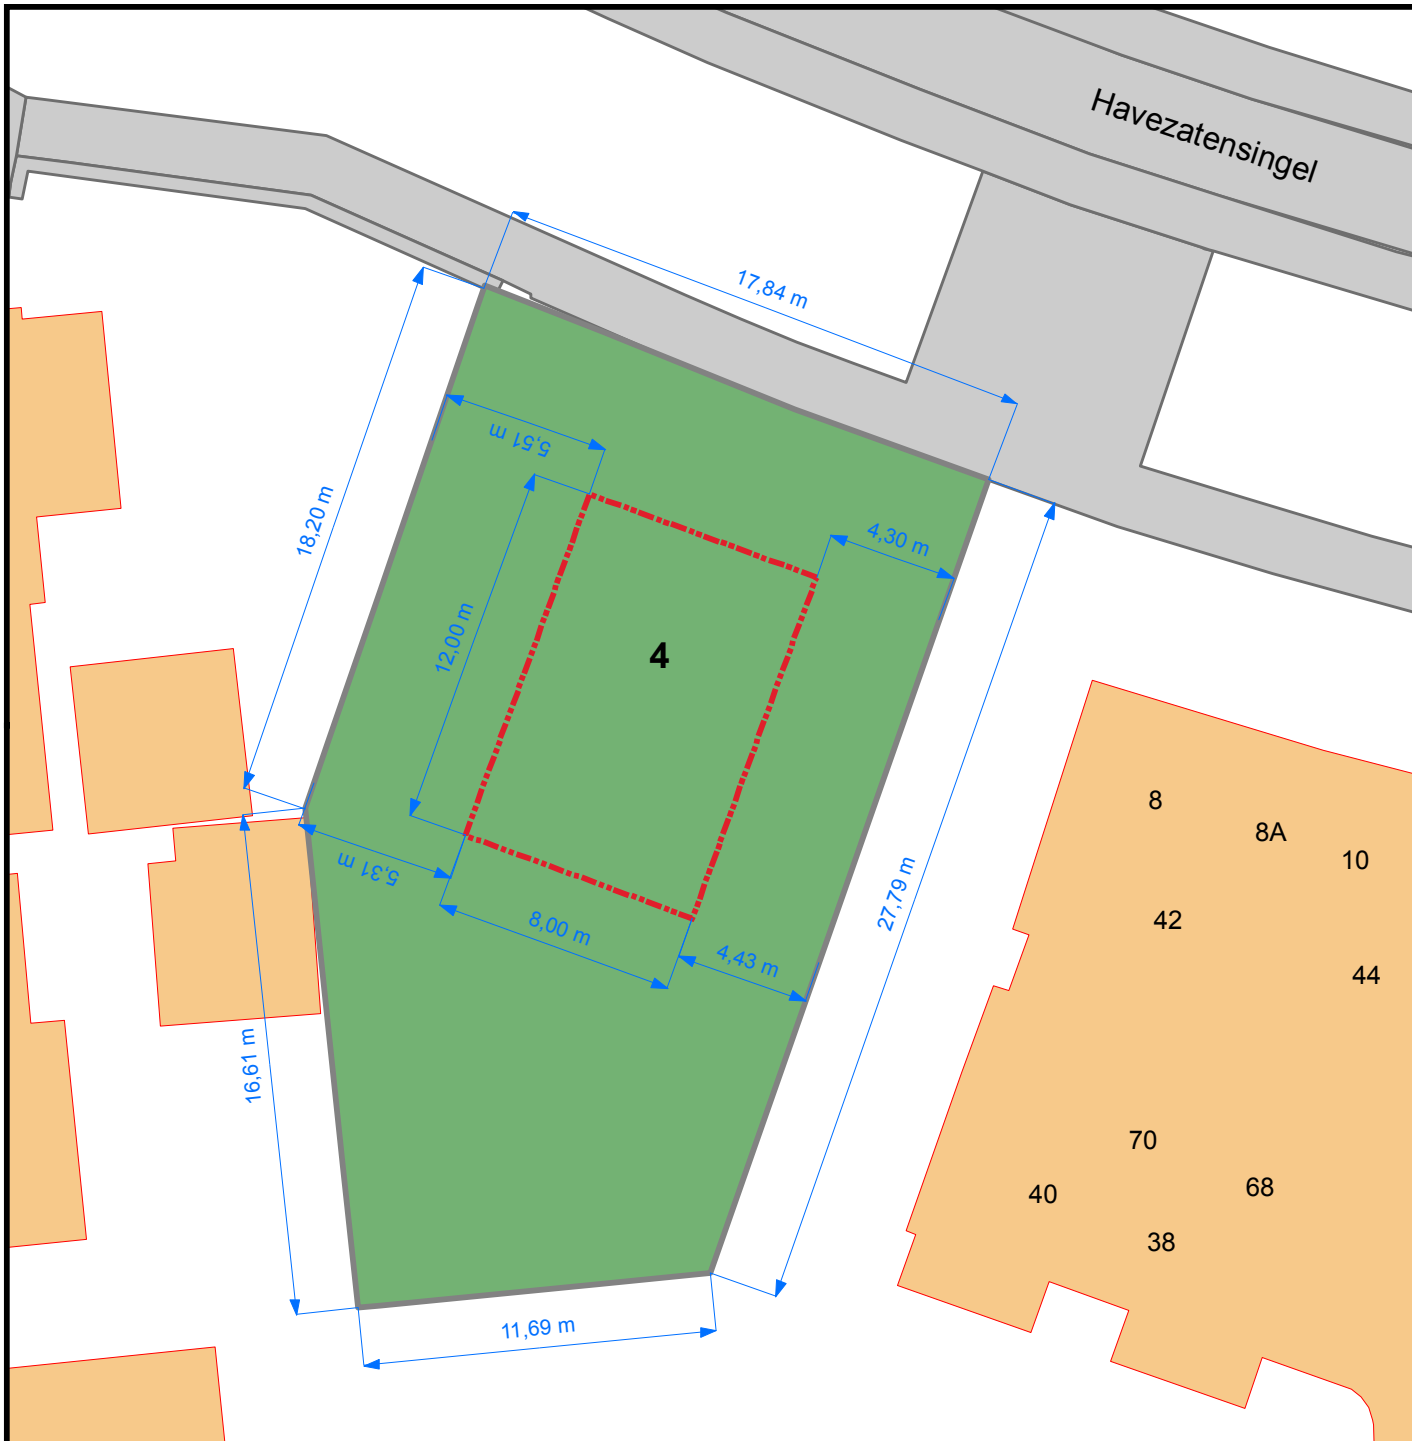 Havezatensingel
17,84 m
5,51 m
18,20 m
4,30 m
12,00 m
4
8
8A
10
5,31 m
8,00 m
27,79 m
42
4,43 m
44
16,61 m
70
40
68
38
11,69 m